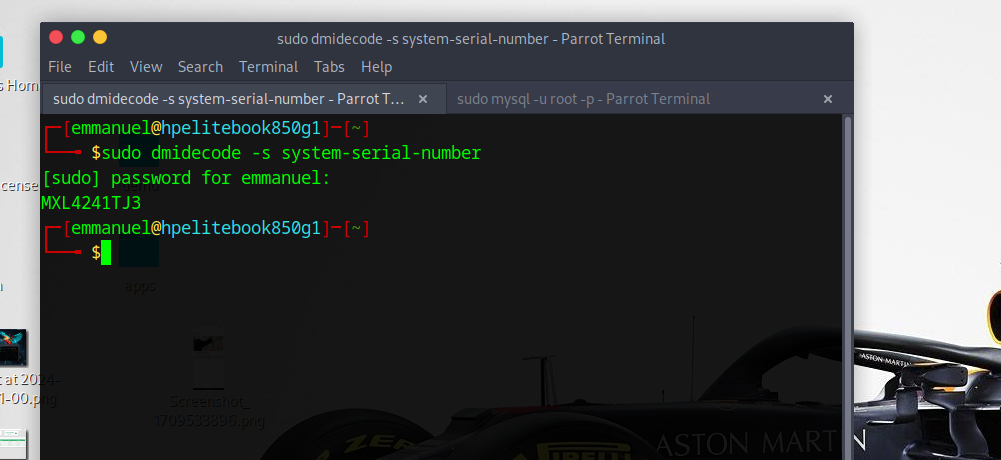 sudo dmidecode -s system-serial-number - Parrot Terminal
File Edit View Search Terminal Tabs Help
sudo dmidecode -s system-serial-number - Parrot T... ×
sudo mysql -u root -p - Parrot Terminal ×
s Hom
┌─[emmanuel@hpelitebook850g1]─[~]
└──╼ $sudo dmidecode -s system-serial-number
[sudo] password for emmanuel:
cense
MXL4241TJ3
┌─[emmanuel@hpelitebook850g1]─[~]
└──╼ $
apps
t at 2024-
1-00.png
Screenshot_
1709533896.png
ASTON MARTIN
ZER
PIRELLI
ASTON MARTIN